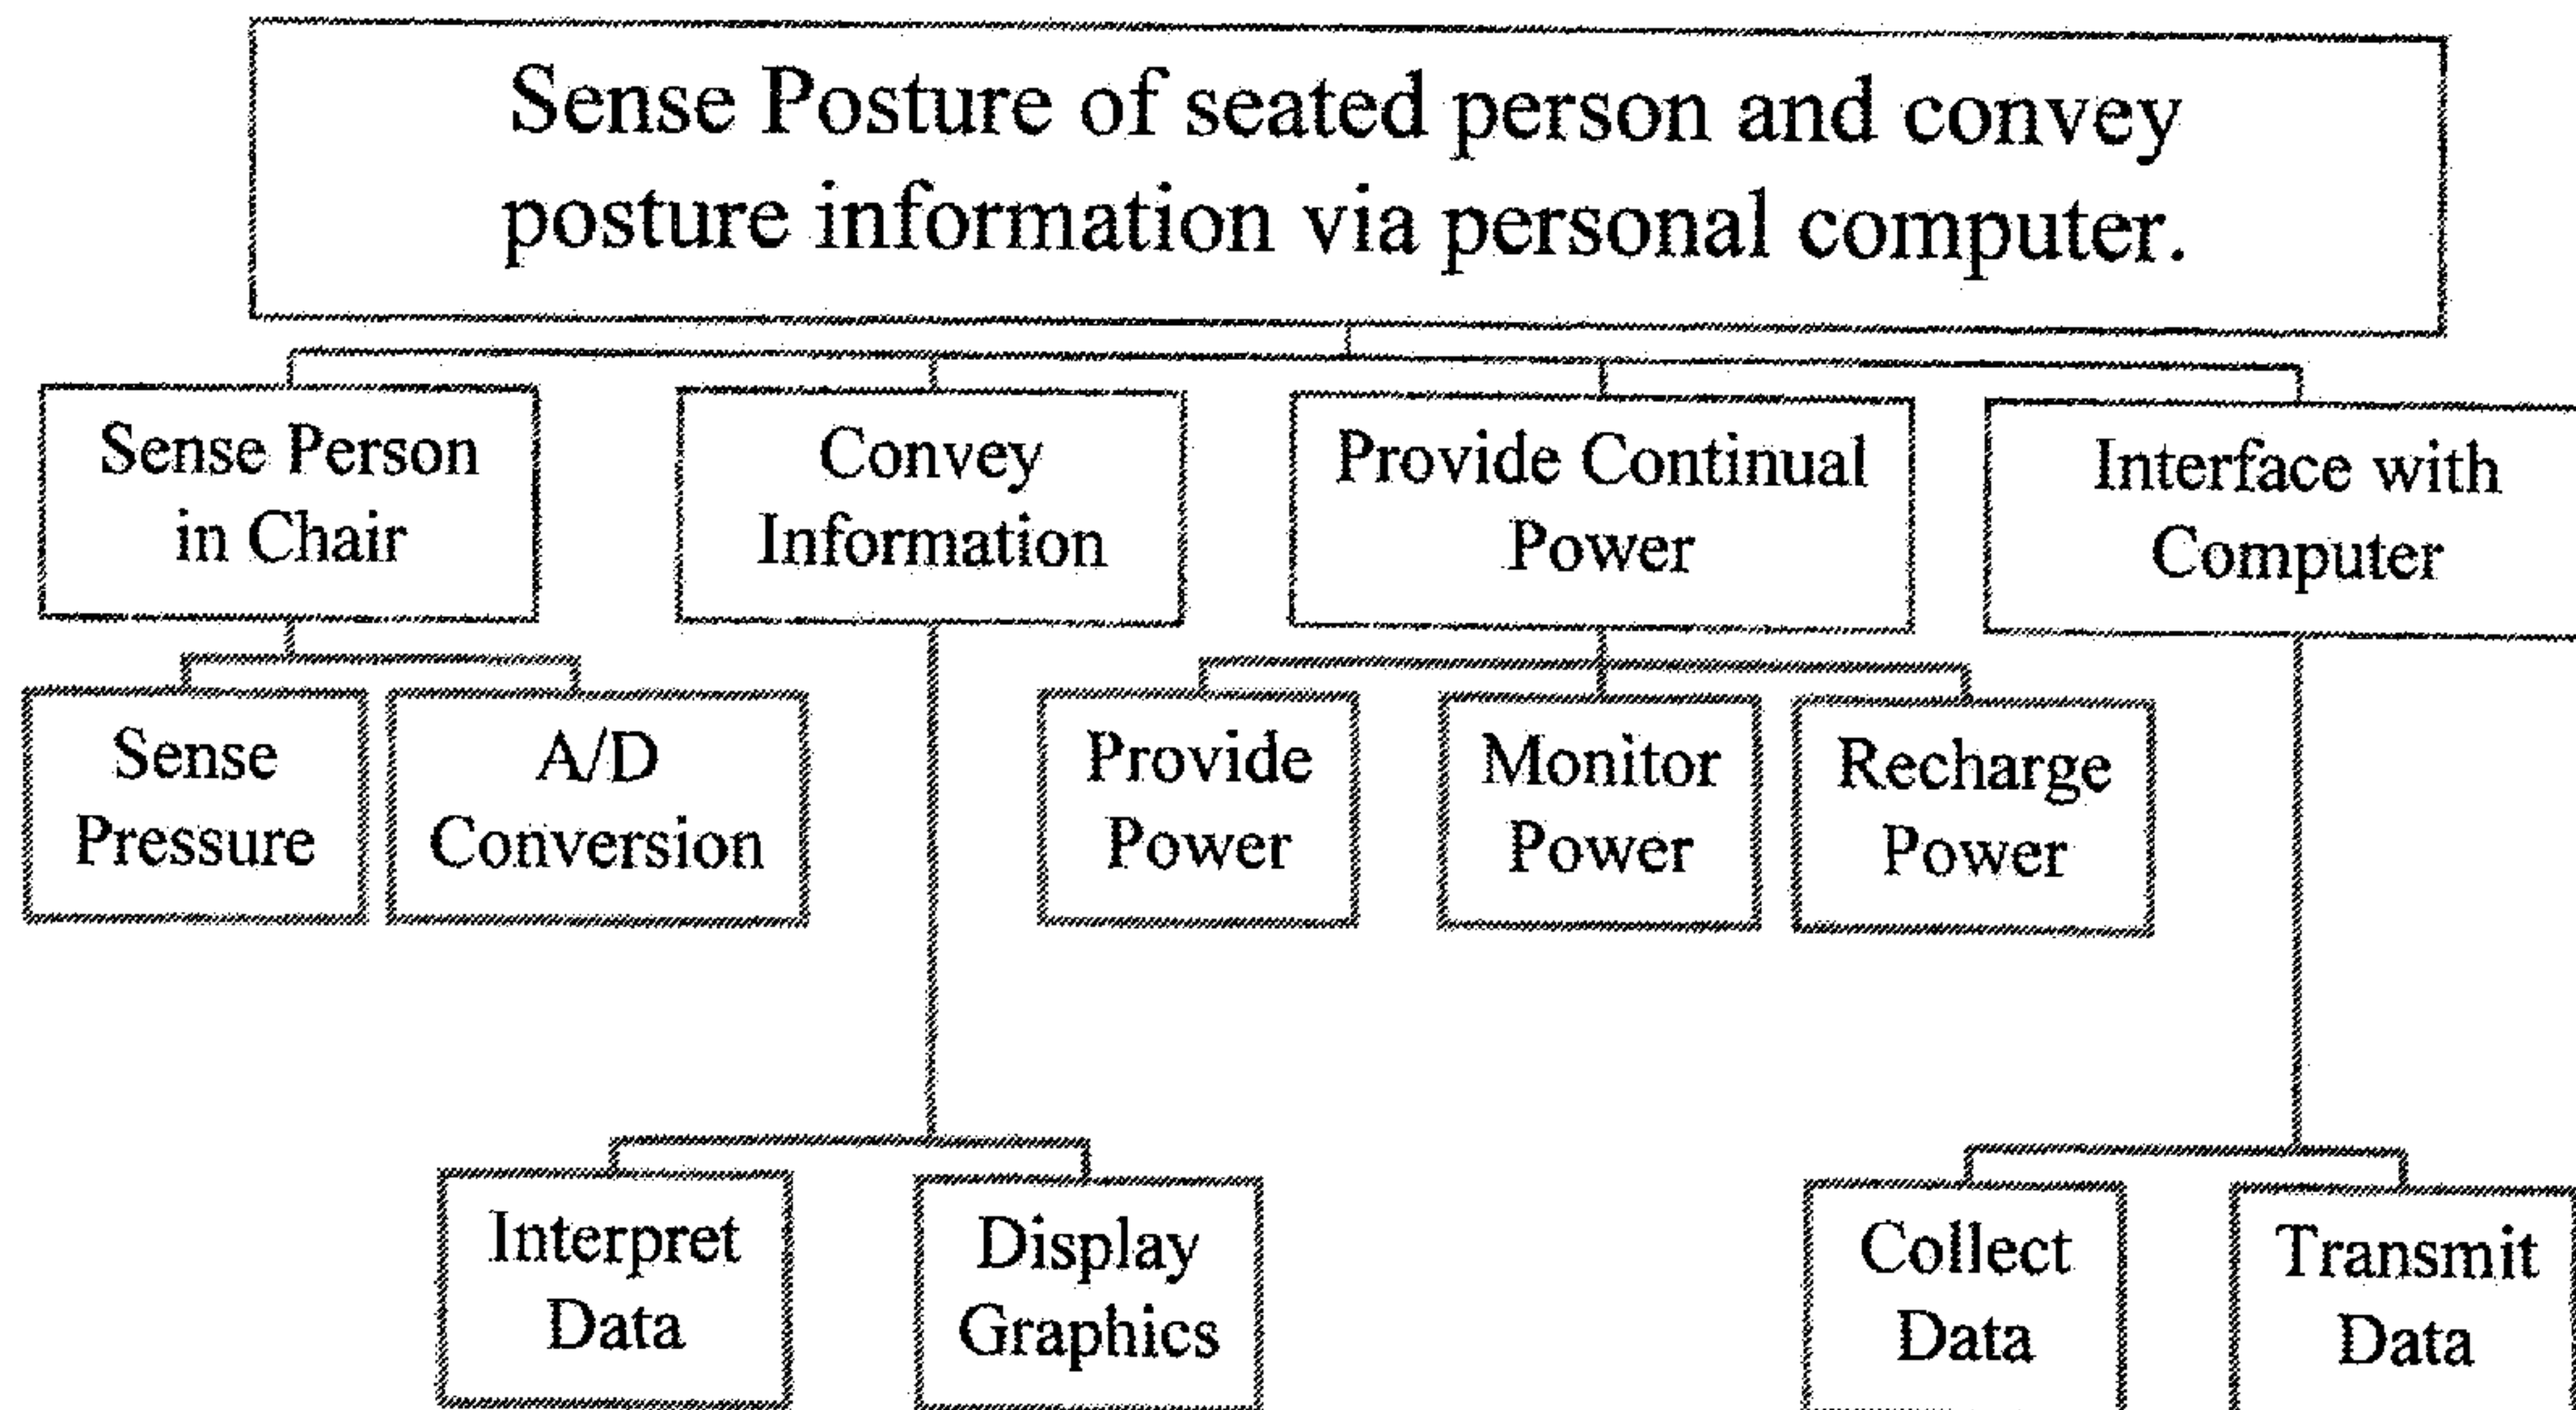 Sense Posture of seated person and convey
posture information via personal computer.
Sense Person
in Chair
Convey
Information
Provide Continual
Power
Interface with
Computer
Sense
Pressure
A/D
Conversion
Provide
Power
Monitor
Power
Recharge
Power
Interpret
Data
Display
Graphics
Collect
Data
Transmit
Data